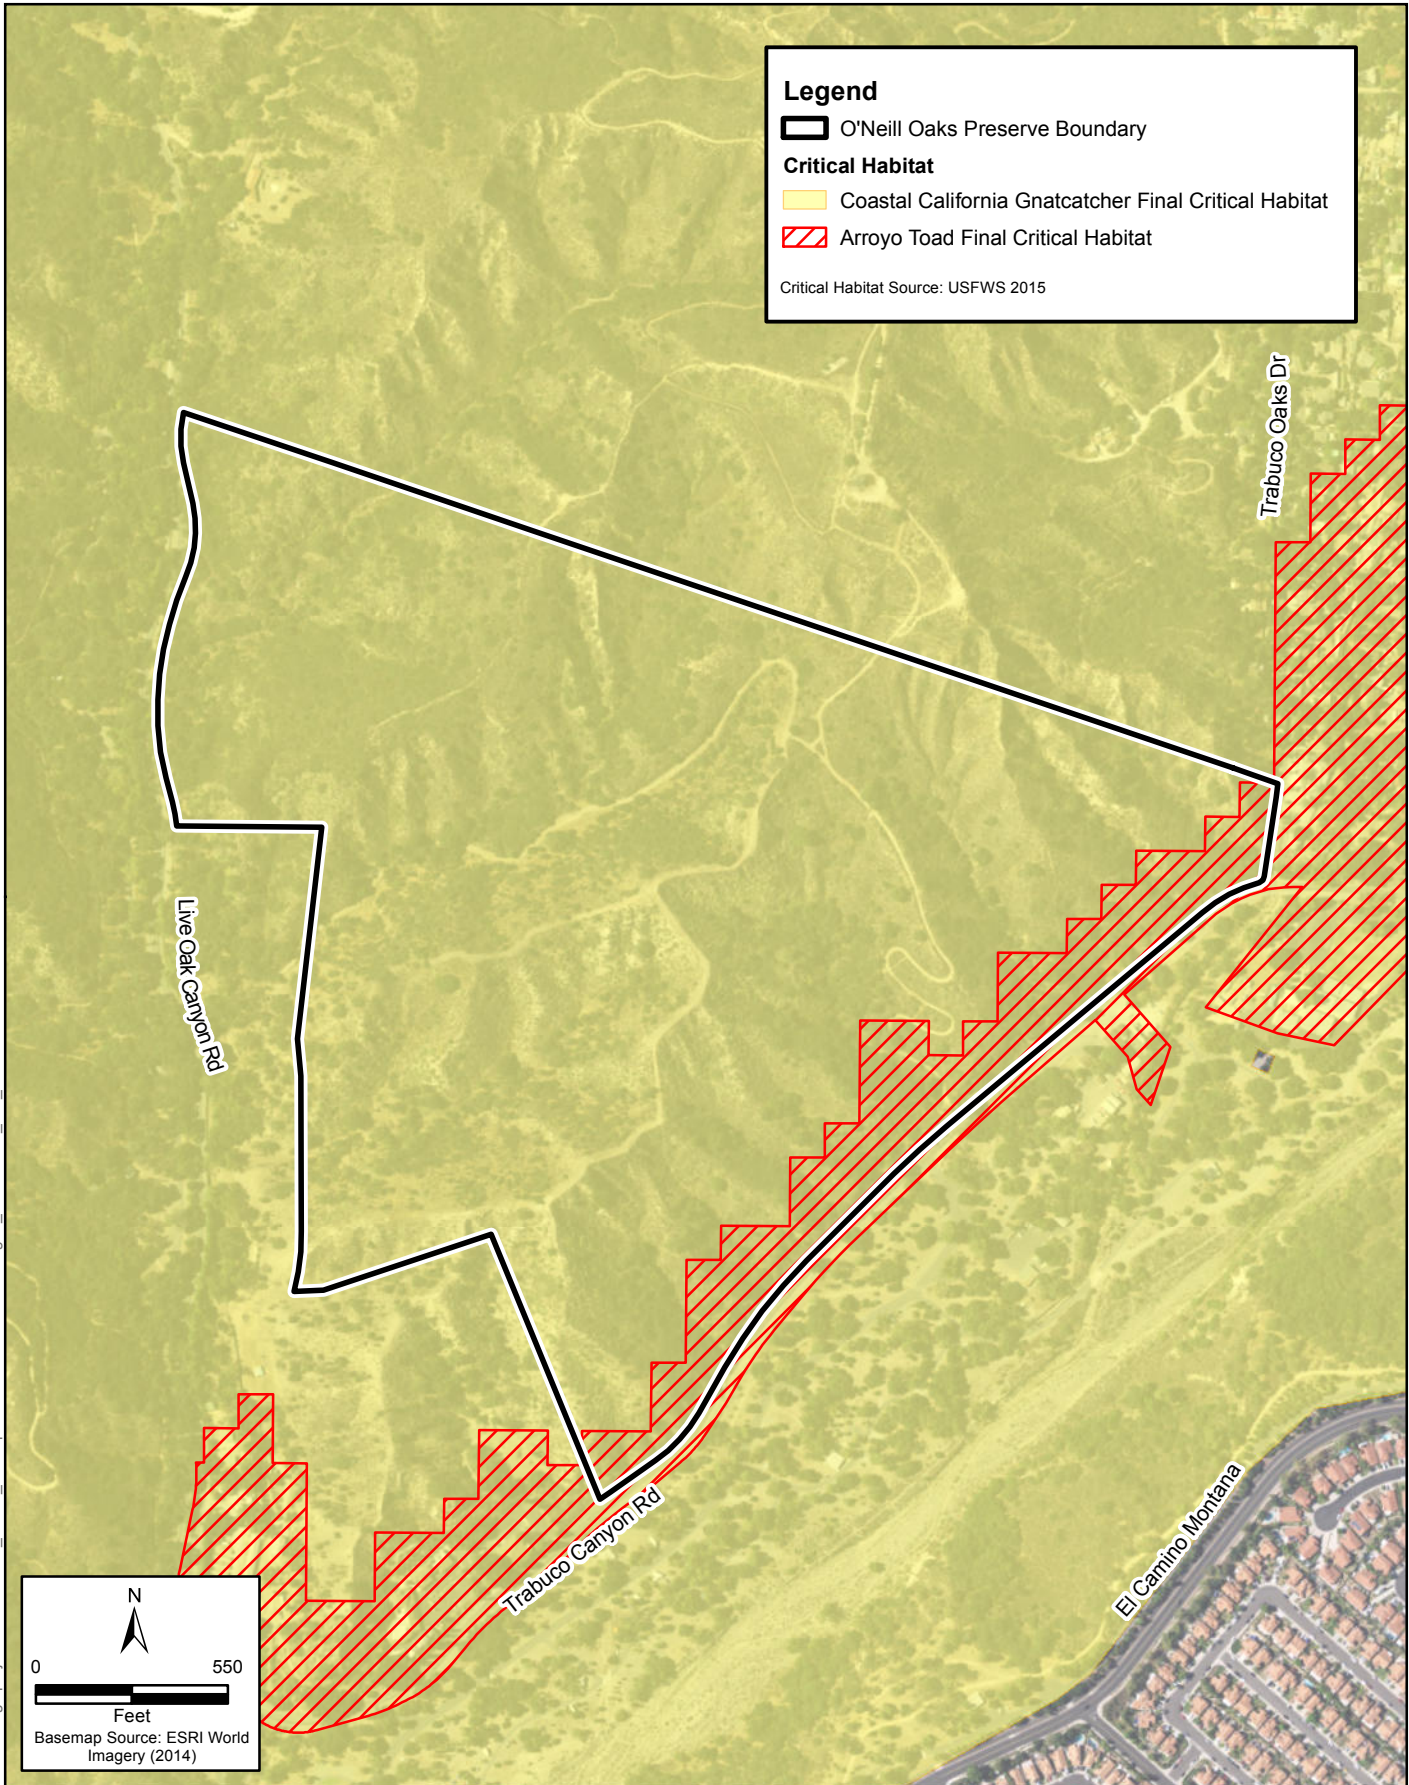 Legend
O'Neill Oaks Preserve Boundary
Critical Habitat
Coastal California Gnatcatcher Final Critical Habitat
Arroyo Toad Final Critical Habitat
Critical Habitat Source: USFWS 2015
Trabuco Oaks Dr
Live Oak Canyon Rd
Trabuco Canyon Rd
El Camino Montana
N
0 550
Feet
Basemap Source: ESRI World
Imagery (2014)